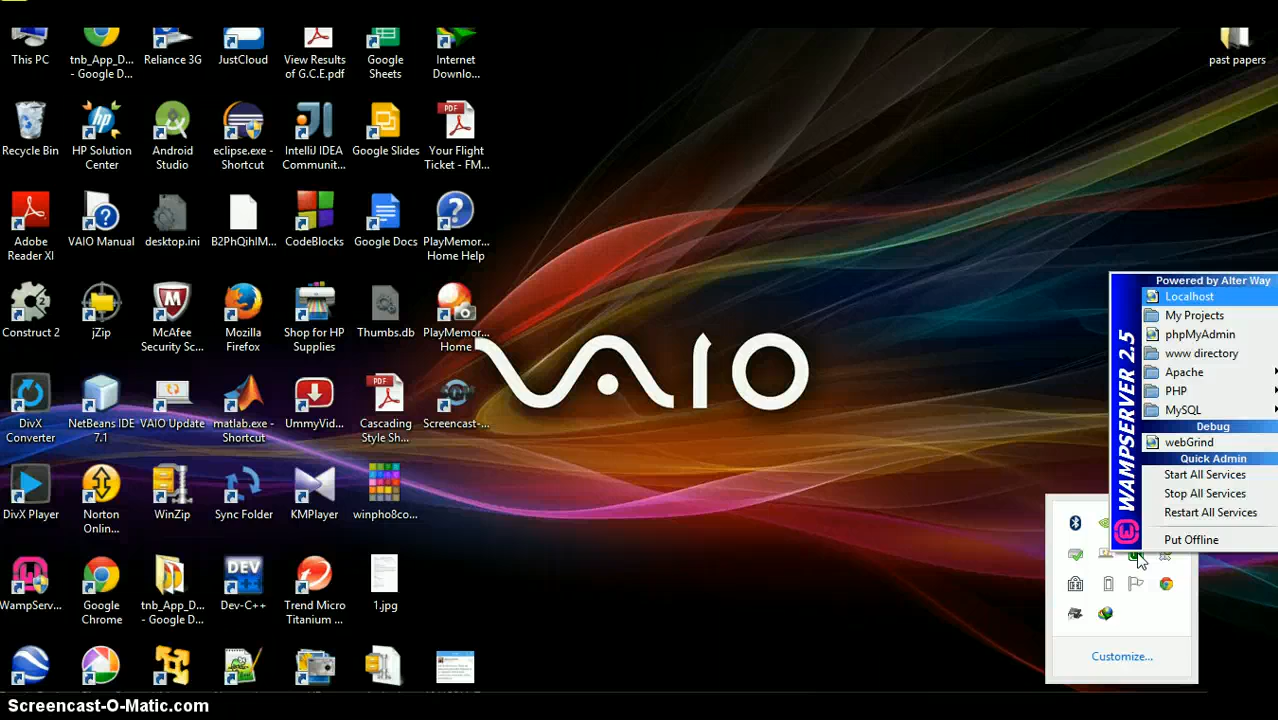 This PC
tnb_App_D...
- Google D...
Reliance 3G
JustCloud
View Results
of G.C.E.pdf
Google
Sheets
Internet
Downlo...
past papers
Recycle Bin
HP Solution
Center
Android
Studio
eclipse.exe -
Shortcut
IntelliJ IDEA
Communit...
Google Slides
PDF
Your Flight
Ticket - FM...
Adobe
Reader XI
VAIO Manual
desktop.ini
B2PhQihIM...
CodeBlocks
Google Docs
PlayMemor...
Home Help
Construct 2
jZip
McAfee
Security Sc...
Mozilla
Firefox
Shop for HP
Supplies
Thumbs.db
PlayMemor...
Home
DivX
Converter
NetBeans IDE
7.1
VAIO Update
matlab.exe -
Shortcut
UmmyVid...
PDF
Cascading
Style Sh...
Screencast-...
DivX Player
Norton
Online...
WinZip
Sync Folder
KMPlayer
winpho8co...
WampServ...
Google
Chrome
tnb_App_D...
- Google D...
DEV
Dev-C++
Trend Micro
Titanium ...
1.jpg
VAIO
WAMPSERVER 2.5
Powered by Alter Way
Localhost
My Projects
phpMyAdmin
www directory
Apache
PHP
MySQL
Debug
webGrind
Quick Admin
Start All Services
Stop All Services
Restart All Services
Put Offline
Customize...
Screencast-O-Matic.com